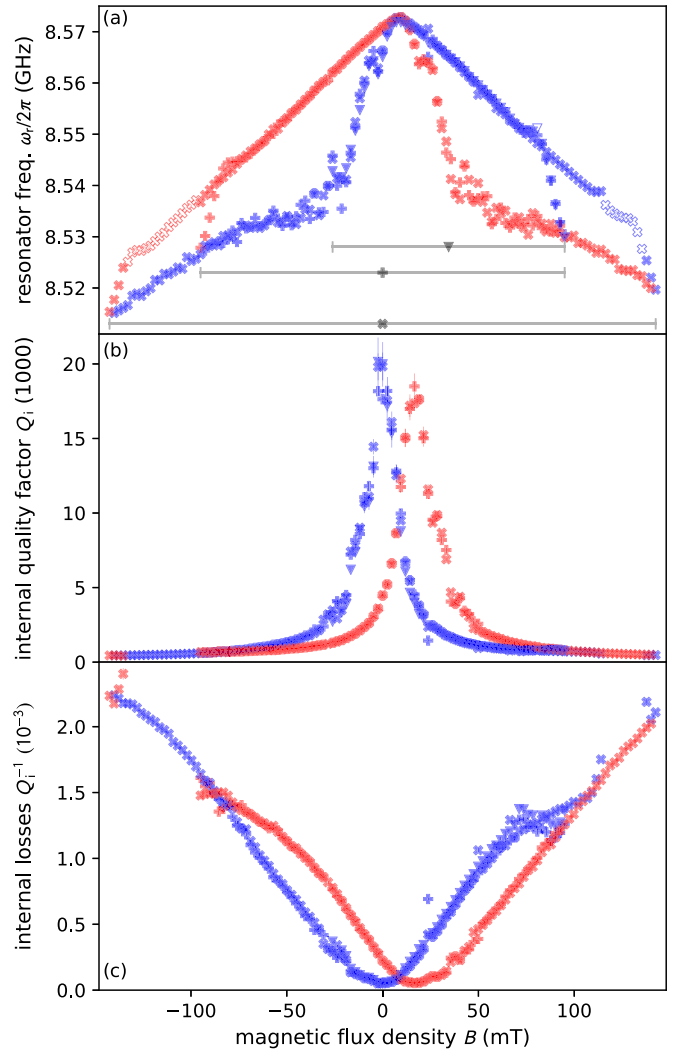 (a)
resonator freq. ωr/2π (GHz)
8.57
8.56
8.55
8.54
8.53
8.52
(b)
internal quality factor Qi (1000)
20
15
10
5
0
(c)
internal losses Qi⁻¹ (10⁻³)
2.0
1.5
1.0
0.5
0.0
−100 −50 0 50 100
magnetic flux density B (mT)